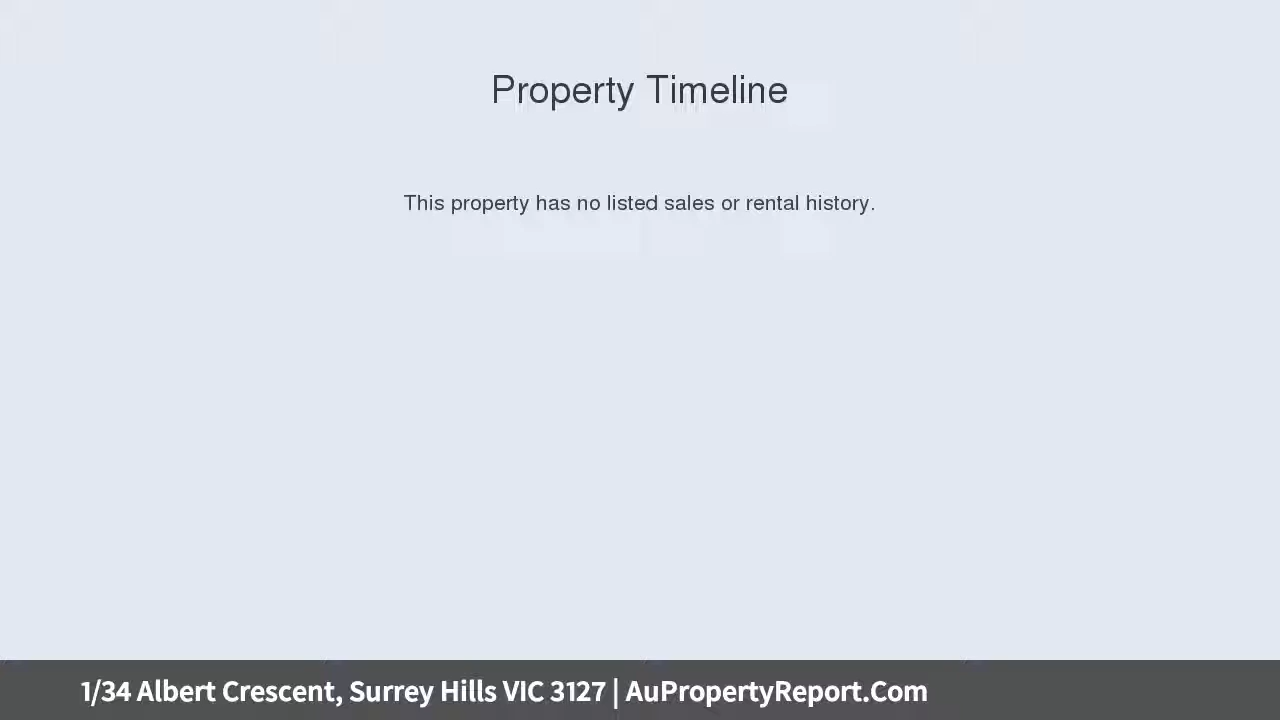 Property Timeline
This property has no listed sales or rental history.
1/34 Albert Crescent, Surrey Hills VIC 3127 | AuPropertyReport.Com